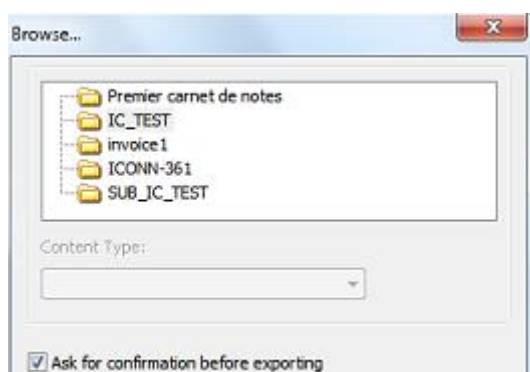 Browse...
Premier carnet de notes
IC_TEST
invoice1
ICONN-361
SUB_IC_TEST
Content Type:
Ask for confirmation before exporting